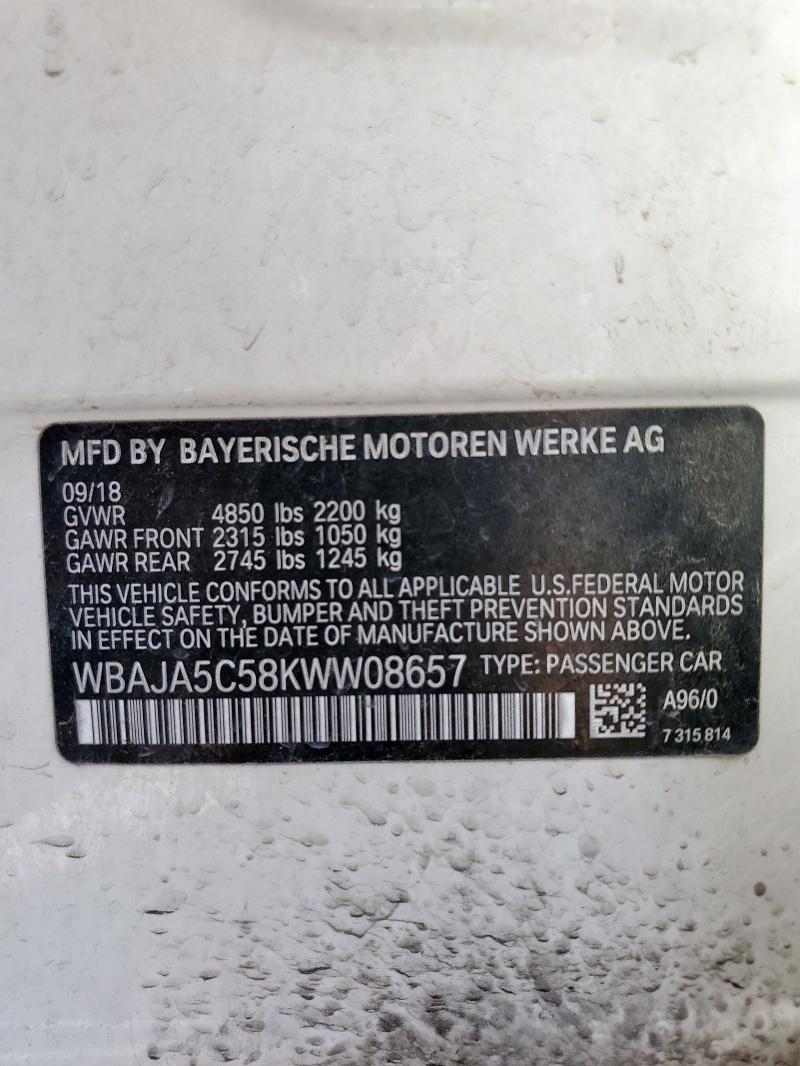 MFD BY BAYERISCHE MOTOREN WERKE AG
09/18
GVWR 4850 lbs 2200 kg
GAWR FRONT 2315 lbs 1050 kg
GAWR REAR 2745 lbs 1245 kg
THIS VEHICLE CONFORMS TO ALL APPLICABLE U.S.FEDERAL MOTOR
VEHICLE SAFETY, BUMPER AND THEFT PREVENTION STANDARDS
IN EFFECT ON THE DATE OF MANUFACTURE SHOWN ABOVE.
WBAJA5C58KWW08657 TYPE: PASSENGER CAR
A96/0
7 315 814